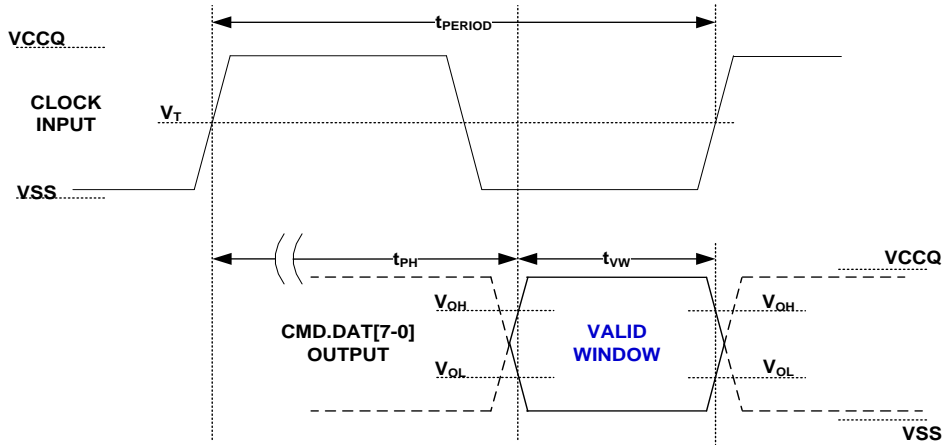 tPERIOD
VCCQ
CLOCK
INPUT
VT
VSS
tPH
tVW
VCCQ
VOH
VOH
CMD.DAT[7-0]
OUTPUT
VALID
WINDOW
VOL
VOL
VSS